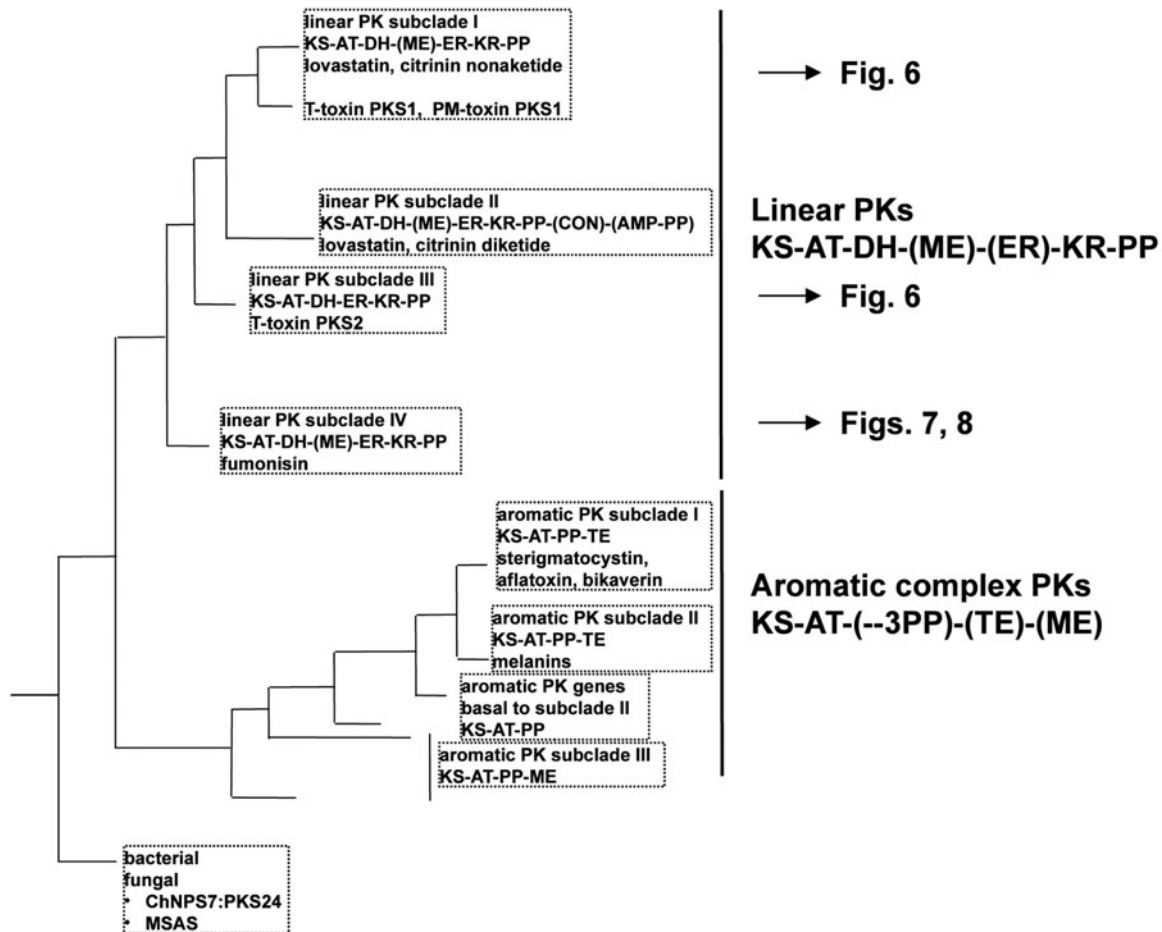 linear PK subclade I
KS-AT-DH-(ME)-ER-KR-PP
lovastatin, citrinin nonaketide
T-toxin PKS1, PM-toxin PKS1
Fig. 6
linear PK subclade II
KS-AT-DH-(ME)-ER-KR-PP-(CON)-(AMP-PP)
lovastatin, citrinin diketide
Linear PKs
KS-AT-DH-(ME)-(ER)-KR-PP
linear PK subclade III
KS-AT-DH-ER-KR-PP
T-toxin PKS2
Fig. 6
linear PK subclade IV
KS-AT-DH-(ME)-ER-KR-PP
fumonisin
Figs. 7, 8
aromatic PK subclade I
KS-AT-PP-TE
sterigmatocystin,
aflatoxin, bikaverin
Aromatic complex PKs
KS-AT-(--3PP)-(TE)-(ME)
aromatic PK subclade II
KS-AT-PP-TE
melanins
aromatic PK genes
basal to subclade II
KS-AT-PP
aromatic PK subclade III
KS-AT-PP-ME
bacterial
fungal
• ChNPS7:PKS24
• MSAS